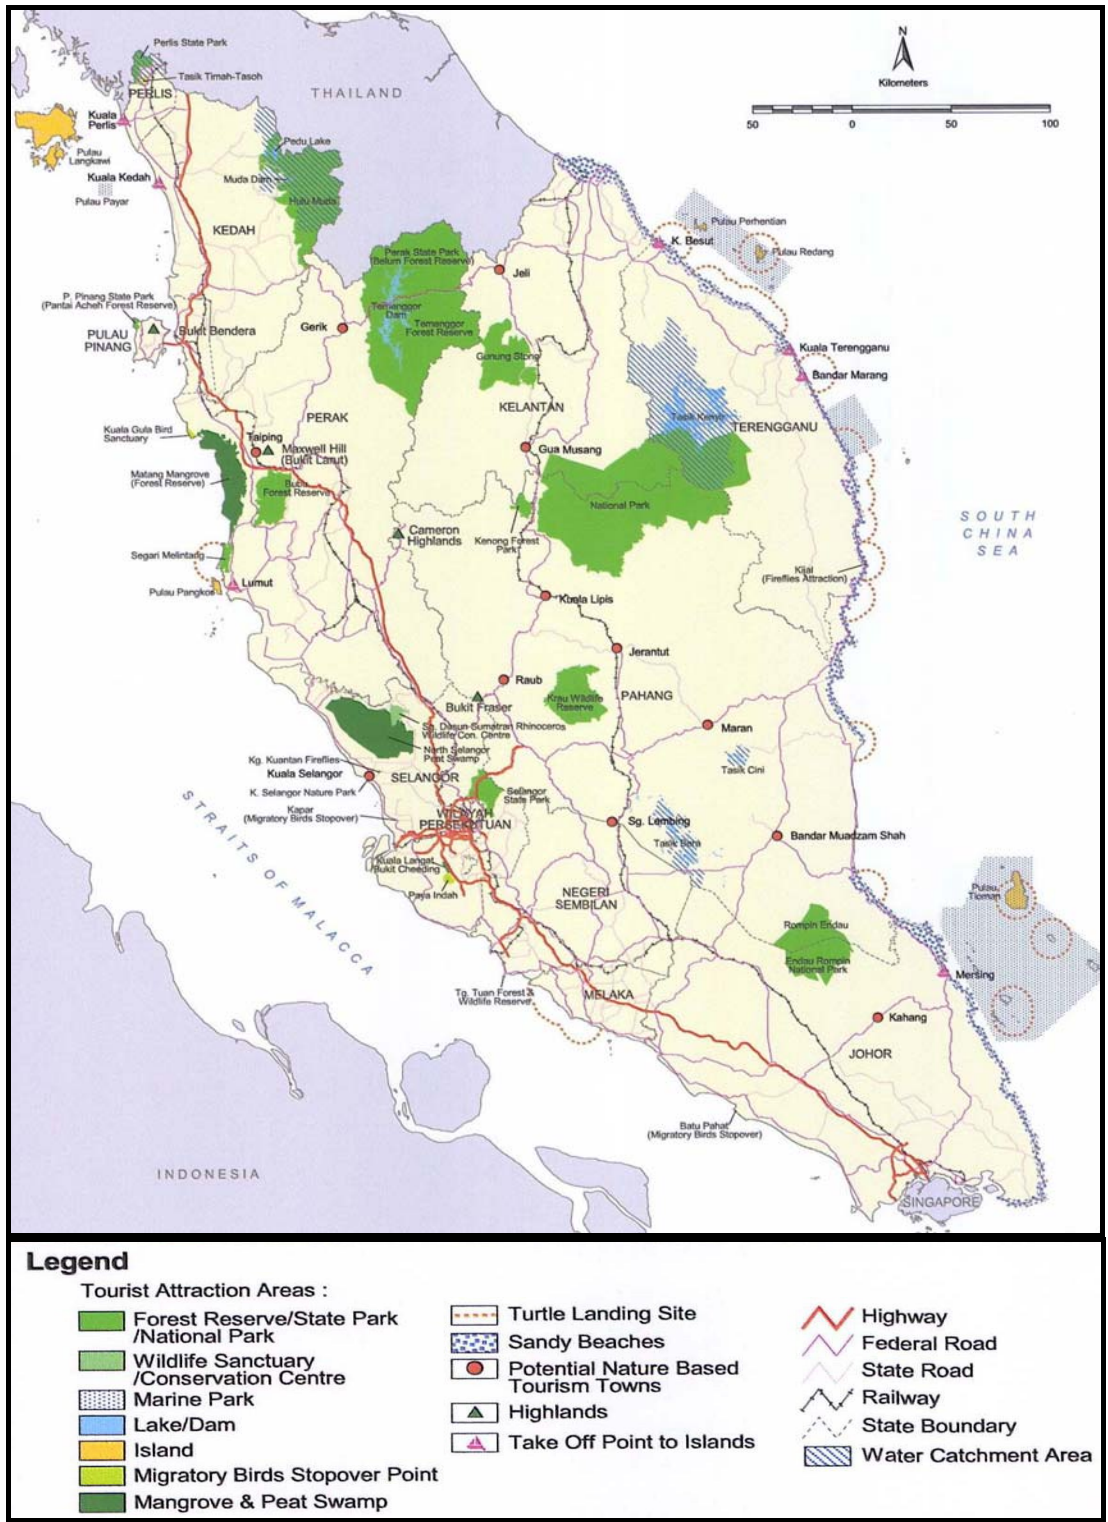 Perlis State Park
N
Kilometers
50
0
50
100
Tasik Timah-Tasoh
THAILAND
PERLIS
Kuala
Perlis
Pulau
Langkawi
Pedu Lake
Kuala Kedah
Muda Dam
Pulau Payar
Hulu Muda
KEDAH
Pulau Perhentian
K. Besut
Pulau Redang
Perak State Park
(Belum Forest Reserve)
Jeli
P. Pinang State Park
(Pantai Acheh Forest Reserve)
Temenggor
Dam
Temenggor
Forest Reserve
Gerik
Bukit Bendera
PULAU
PINANG
Gunung Stong
Kuala Terengganu
Bandar Marang
KELANTAN
PERAK
Tasik Kenyir
TERENGGANU
Kuala Gula Bird
Sanctuary
Taiping
Maxwell Hill
(Bukit Larut)
Gua Musang
Matang Mangrove
(Forest Reserve)
Bubu
Forest Reserve
National Park
SOUTH
CHINA
SEA
Cameron
Highlands
Kenong Forest
Park
Segari Melintang
Kijal
(Fireflies Attraction)
Pulau Pangkor
Lumut
Kuala Lipis
Jerantut
Raub
Krau Wildlife
Reserve
PAHANG
Bukit Fraser
Sg. Dusun Sumatran Rhinoceros
Wildlife Con. Centre
Maran
North Selangor
Peat Swamp
Kg. Kuantan Fireflies
Kuala Selangor
SELANGOR
Tasik Cini
K. Selangor Nature Park
Selangor
State Park
Kapar
(Migratory Birds Stopover)
WILAYAH
PERSEKUTUAN
Sg. Lembing
Bandar Muadzam Shah
Tasik Bera
STRAITS OF MALACCA
Kuala Langat
Bukit Cheeding
Paya Indah
NEGERI
SEMBILAN
Pulau
Tioman
Rompin Endau
Endau Rompin
National Park
Mersing
Tg. Tuan Forest &
Wildlife Reserve
MELAKA
Kahang
JOHOR
Batu Pahat
(Migratory Birds Stopover)
INDONESIA
SINGAPORE
Legend
Tourist Attraction Areas :
Forest Reserve/State Park
/National Park
Wildlife Sanctuary
/Conservation Centre
Marine Park
Lake/Dam
Island
Migratory Birds Stopover Point
Mangrove & Peat Swamp
Turtle Landing Site
Sandy Beaches
Potential Nature Based
Tourism Towns
Highlands
Take Off Point to Islands
Highway
Federal Road
State Road
Railway
State Boundary
Water Catchment Area